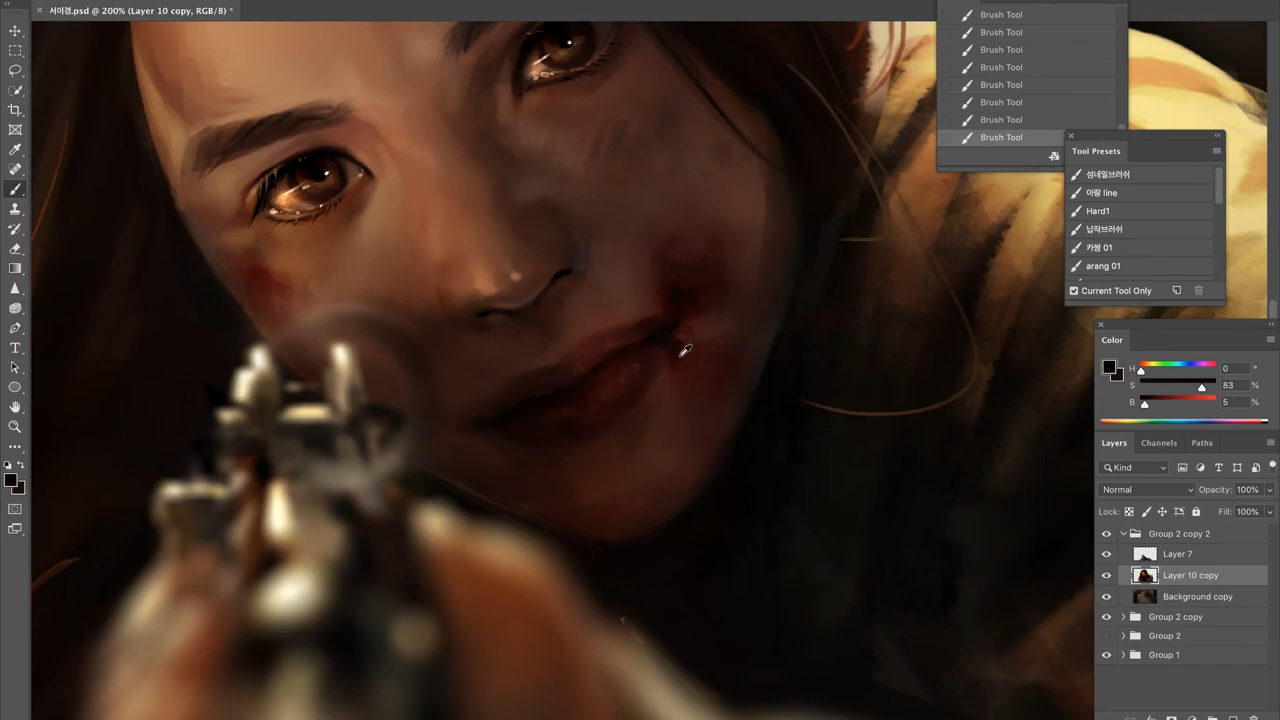 서이경.psd @ 200% (Layer 10 copy, RGB/8) *
Brush Tool
Brush Tool
Brush Tool
Brush Tool
Brush Tool
Brush Tool
Brush Tool
Brush Tool
Tool Presets
섬네일브러쉬
아랑 line
Hard1
납작브러쉬
카쌈 01
arang 01
Current Tool Only
Color
H 0 °
S 83 %
B 5 %
Layers Channels Paths
Kind
Normal Opacity: 100%
Lock: Fill: 100%
Group 2 copy 2
Layer 7
Layer 10 copy
Background copy
Group 2 copy
Group 2
Group 1